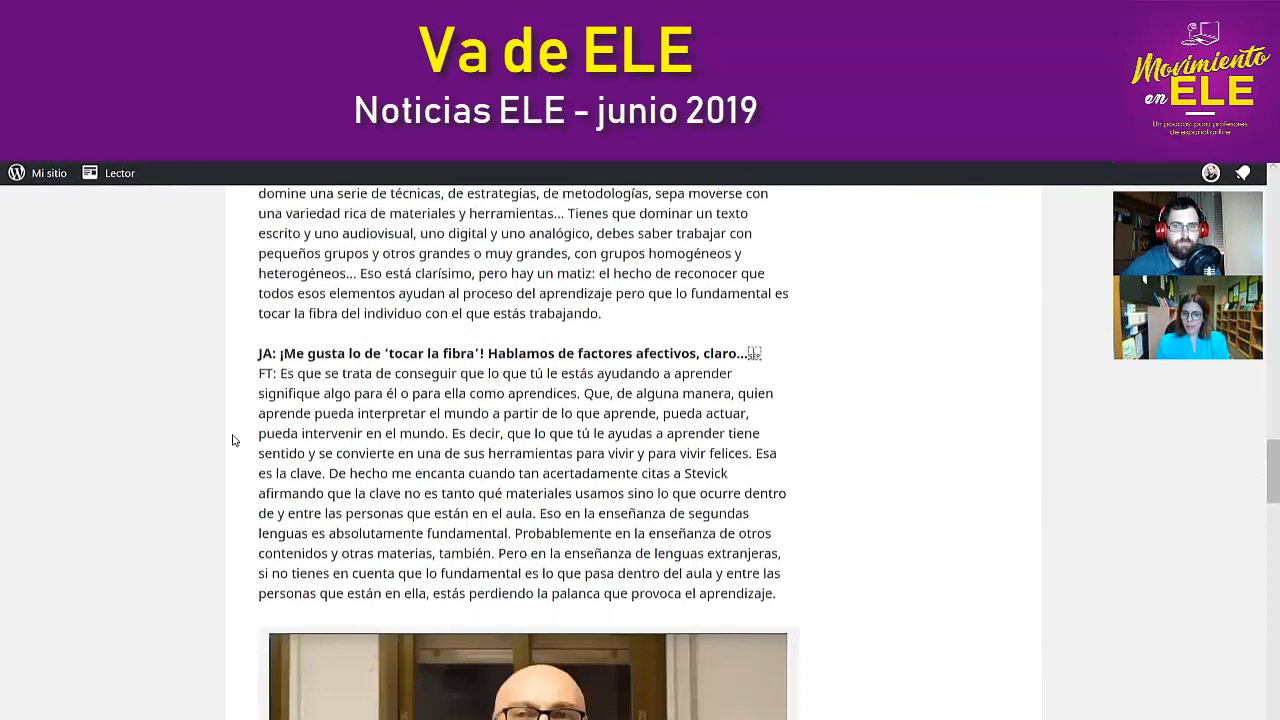 Va de ELE
Noticias ELE - junio 2019
Movimiento
en ELE
Un podcast para profesores
de español online
Mi sitio
Lector
domine una serie de técnicas, de estrategias, de metodologías, sepa moverse con
una variedad rica de materiales y herramientas... Tienes que dominar un texto
escrito y uno audiovisual, uno digital y uno analógico, debes saber trabajar con
pequeños grupos y otros grandes o muy grandes, con grupos homogéneos y
heterogéneos... Eso está clarísimo, pero hay un matiz: el hecho de reconocer que
todos esos elementos ayudan al proceso del aprendizaje pero que lo fundamental es
tocar la fibra del individuo con el que estás trabajando.
JA: ¡Me gusta lo de ‘tocar la fibra’! Hablamos de factores afectivos, claro...
FT: Es que se trata de conseguir que lo que tú le estás ayudando a aprender
signifique algo para él o para ella como aprendices. Que, de alguna manera, quien
aprende pueda interpretar el mundo a partir de lo que aprende, pueda actuar,
pueda intervenir en el mundo. Es decir, que lo que tú le ayudas a aprender tiene
sentido y se convierte en una de sus herramientas para vivir y para vivir felices. Esa
es la clave. De hecho me encanta cuando tan acertadamente citas a Stevick
afirmando que la clave no es tanto qué materiales usamos sino lo que ocurre dentro
de y entre las personas que están en el aula. Eso en la enseñanza de segundas
lenguas es absolutamente fundamental. Probablemente en la enseñanza de otros
contenidos y otras materias, también. Pero en la enseñanza de lenguas extranjeras,
si no tienes en cuenta que lo fundamental es lo que pasa dentro del aula y entre las
personas que están en ella, estás perdiendo la palanca que provoca el aprendizaje.